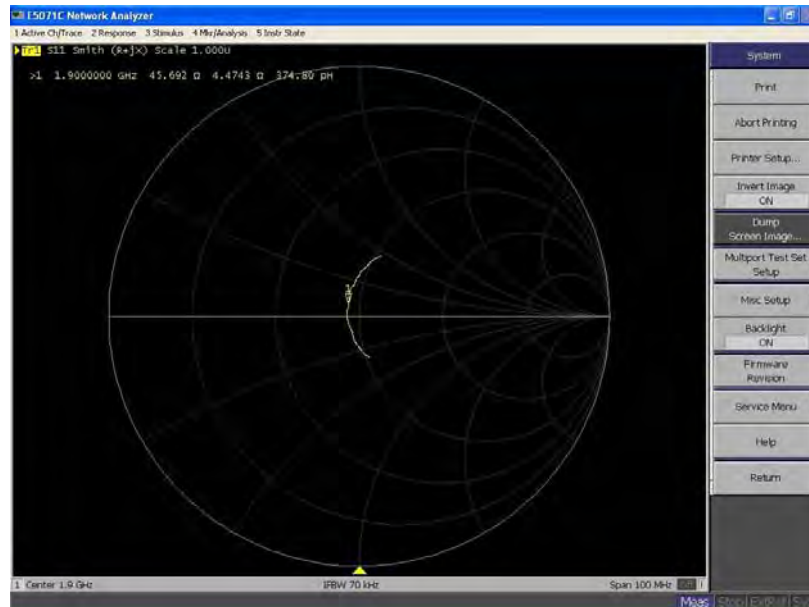 E5071C Network Analyzer
1 Active Ch/Trace 2 Response 3 Stimulus 4 Mkr/Analysis 5 Instr State
Tr1 S11 Smith (R+jX) Scale 1.000U
>1 1.9000000 GHz 45.692 Ω 4.4743 Ω 374.80 pH
System
Print
Abort Printing
Printer Setup...
Invert Image
ON
Dump
Screen Image...
Multiport Test Set
Setup
Misc Setup
Backlight
ON
Firmware
Revision
Service Menu
Help
Return
1
1 Center 1.9 GHz IFBW 70 kHz Span 100 MHz
Meas Stop ExtRef